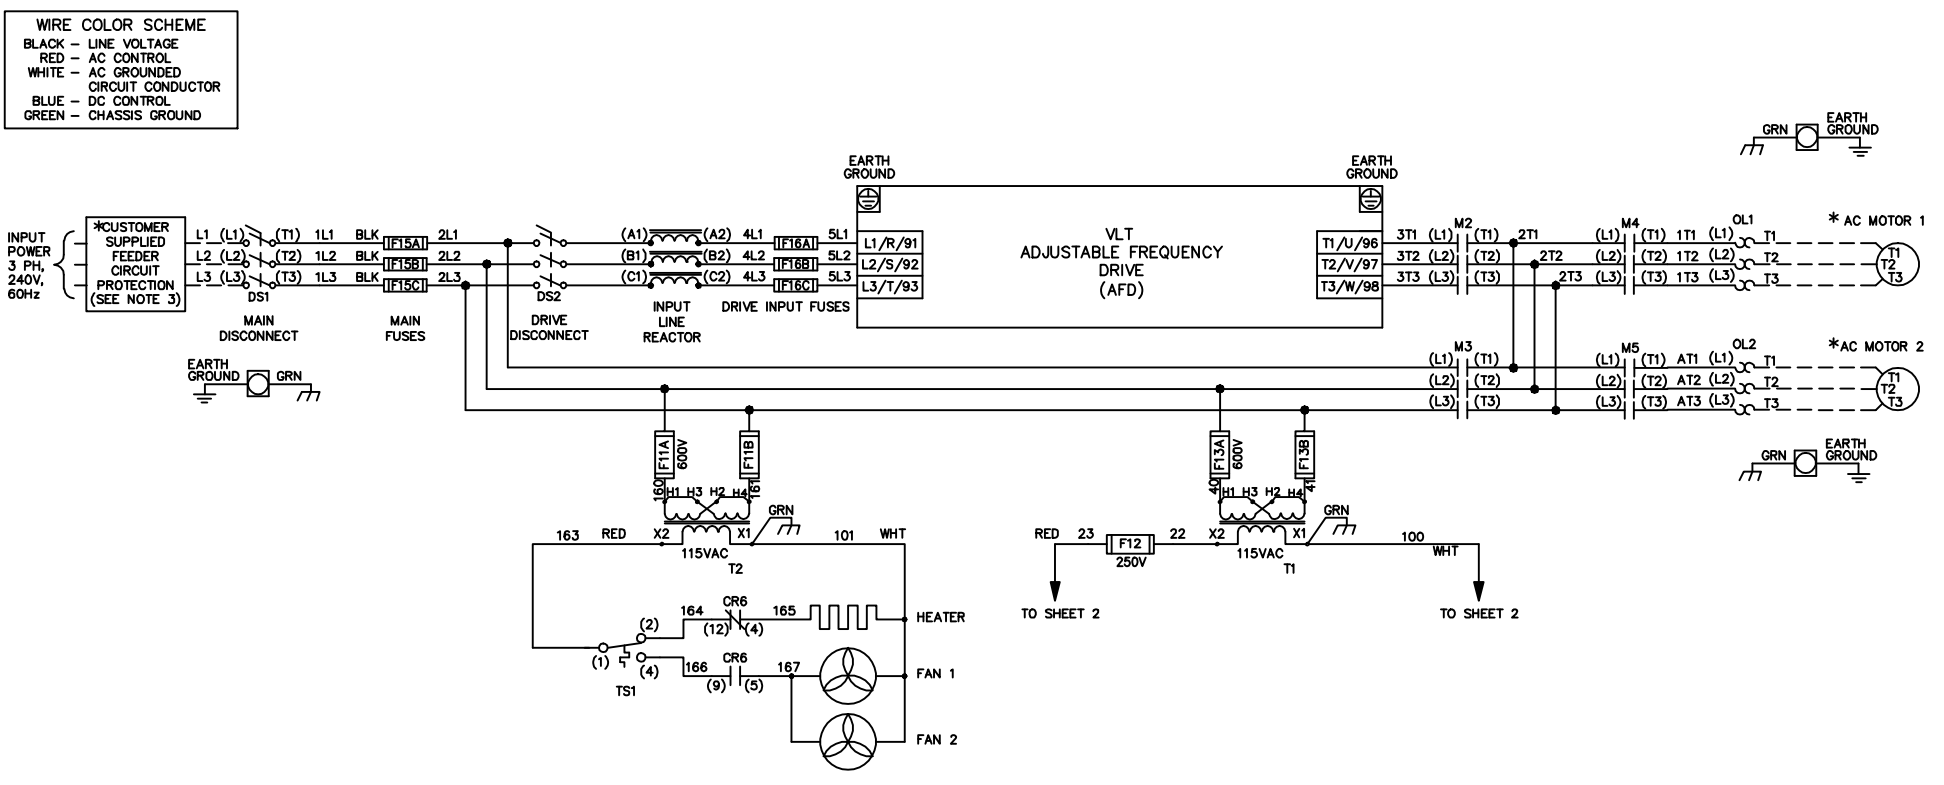 WIRE COLOR SCHEME
BLACK – LINE VOLTAGE
RED – AC CONTROL
WHITE – AC GROUNDED
CIRCUIT CONDUCTOR
BLUE – DC CONTROL
GREEN – CHASSIS GROUND
GRN
EARTH
GROUND
EARTH
GROUND
EARTH
GROUND
INPUT
POWER
3 PH,
240V,
60Hz
*CUSTOMER
SUPPLIED
FEEDER
CIRCUIT
PROTECTION
(SEE NOTE 3)
L1 (L1) (T1) 1L1 BLK F15A 2L1 (A1) (A2) 4L1 F16A 5L1 L1/R/91
L2 (L2) (T2) 1L2 BLK F15B 2L2 (B1) (B2) 4L2 F16B 5L2 L2/S/92
L3 (L3) (T3) 1L3 BLK F15C 2L3 (C1) (C2) 4L3 F16C 5L3 L3/T/93
DS1
MAIN
DISCONNECT
MAIN
FUSES
DS2
DRIVE
DISCONNECT
INPUT
LINE
REACTOR
DRIVE INPUT FUSES
VLT
ADJUSTABLE FREQUENCY
DRIVE
(AFD)
M2 M4 OL1 * AC MOTOR 1
T1/U/96 3T1 (L1) (T1) 2T1 (L1) (T1) 1T1 (L1) T1 T1
T2/V/97 3T2 (L2) (T2) 2T2 (L2) (T2) 1T2 (L2) T2 T2
T3/W/98 3T3 (L3) (T3) 2T3 (L3) (T3) 1T3 (L3) T3 T3
EARTH
GROUND GRN
M3 M5 OL2 *AC MOTOR 2
(L1) (T1) (L1) (T1) AT1 (L1) T1 T1
(L2) (T2) (L2) (T2) AT2 (L2) T2 T2
(L3) (T3) (L3) (T3) AT3 (L3) T3 T3
GRN
EARTH
GROUND
F11A
600V
F11B
160
161
H1 H3 H2 H4
GRN
163 RED X2 X1 101 WHT
115VAC
T2
F13A
600V
F13B
40
41
H1 H3 H2 H4
GRN
RED 23 F12 22 X2 X1 100
WHT
250V
115VAC
T1
TO SHEET 2
TO SHEET 2
164 CR6 165 HEATER
(2) (12) (4)
(1)
(4)
TS1
166 CR6 167 FAN 1
(9) (5)
FAN 2